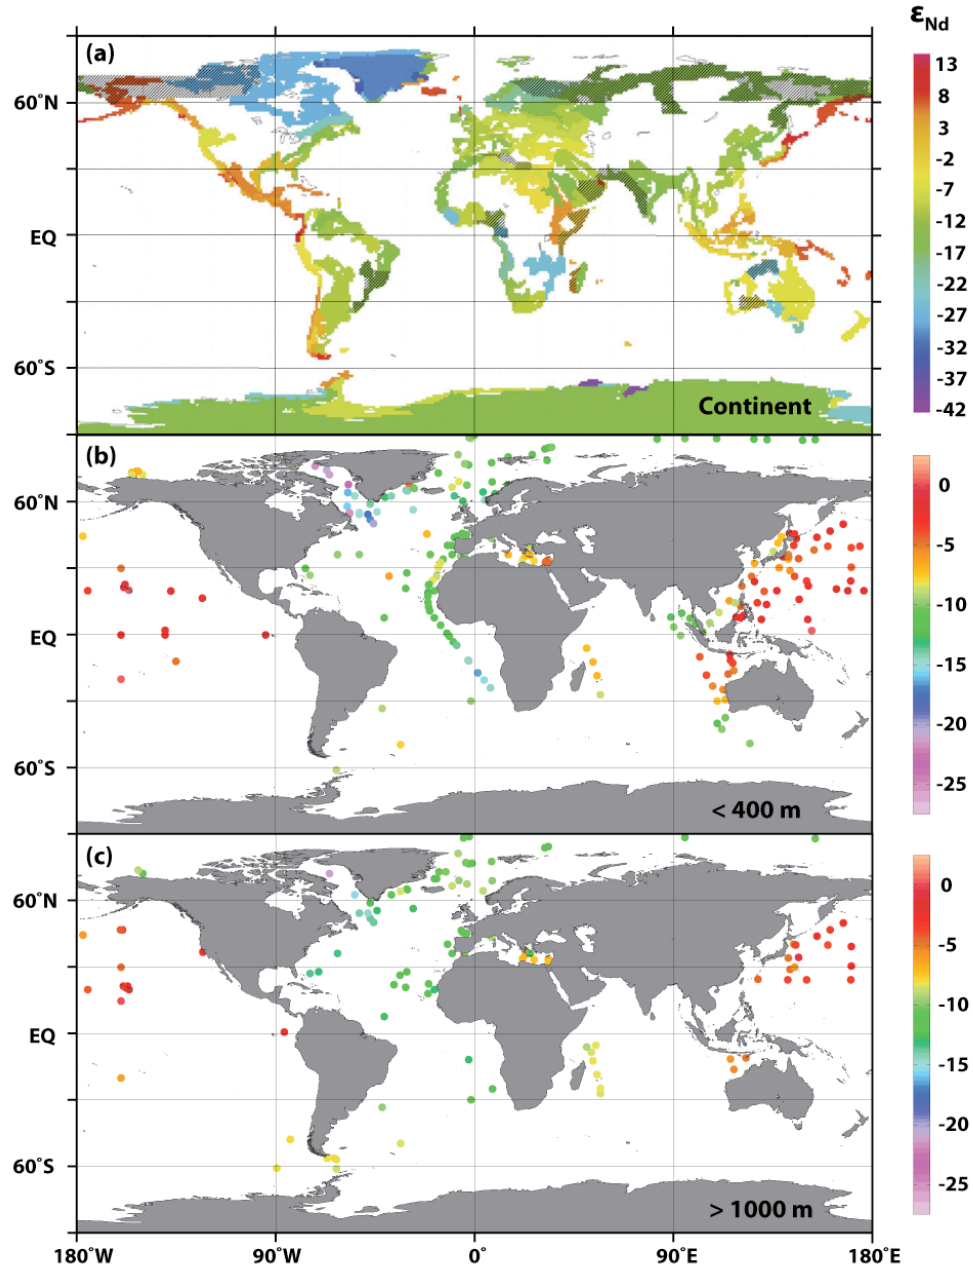 εNd
(a)
60°N
EQ
60°S
Continent
13
8
3
-2
-7
-12
-17
-22
-27
-32
-37
-42
(b)
60°N
EQ
60°S
< 400 m
0
-5
-10
-15
-20
-25
(c)
60°N
EQ
60°S
> 1000 m
0
-5
-10
-15
-20
-25
180°W
90°W
0°
90°E
180°E